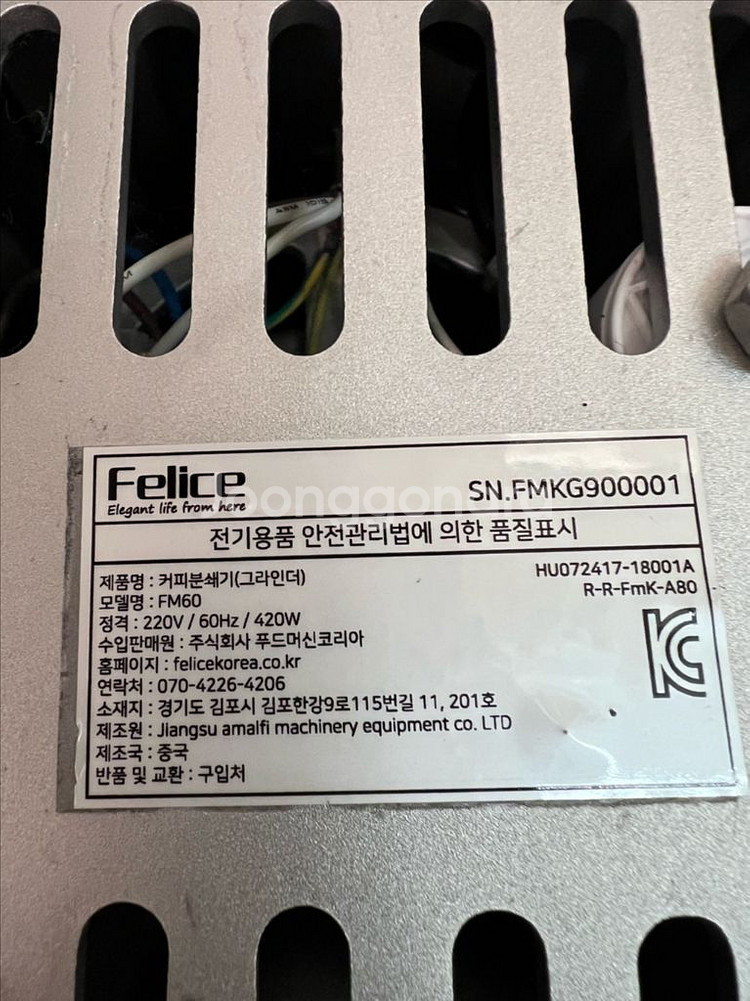 Felice
Elegant life from here
SN.FMKG900001
전기용품 안전관리법에 의한 품질표시
제품명 : 커피분쇄기(그라인더)
HU072417-18001A
모델명 : FM60
R-R-FmK-A80
정격 : 220V / 60Hz / 420W
수입판매원 : 주식회사 푸드머신코리아
홈페이지 : felicekorea.co.kr
연락처 : 070-4226-4206
소재지 : 경기도 김포시 김포한강9로115번길 11, 201호
제조원 : Jiangsu amalfi machinery equipment co. LTD
제조국 : 중국
반품 및 교환 : 구입처
joonggonara